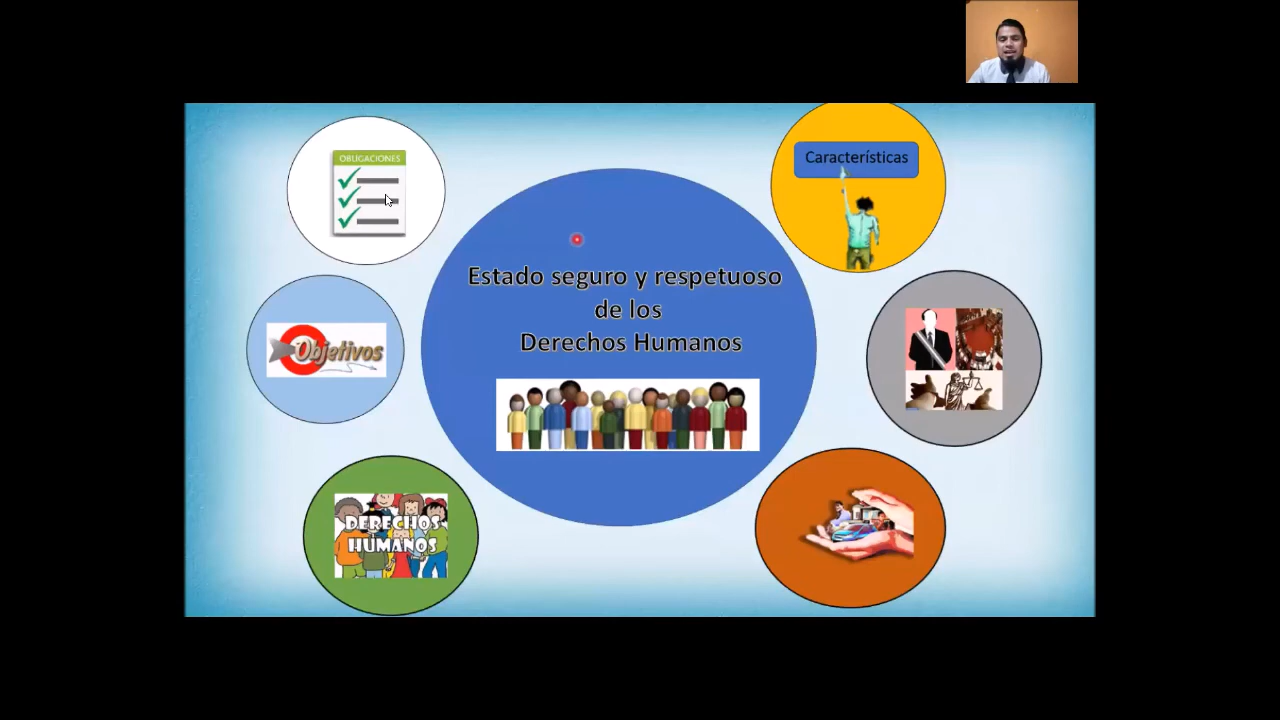 OBLIGACIONES
Características
Estado seguro y respetuoso
de los
Derechos Humanos
Objetivos
DERECHOS
HUMANOS